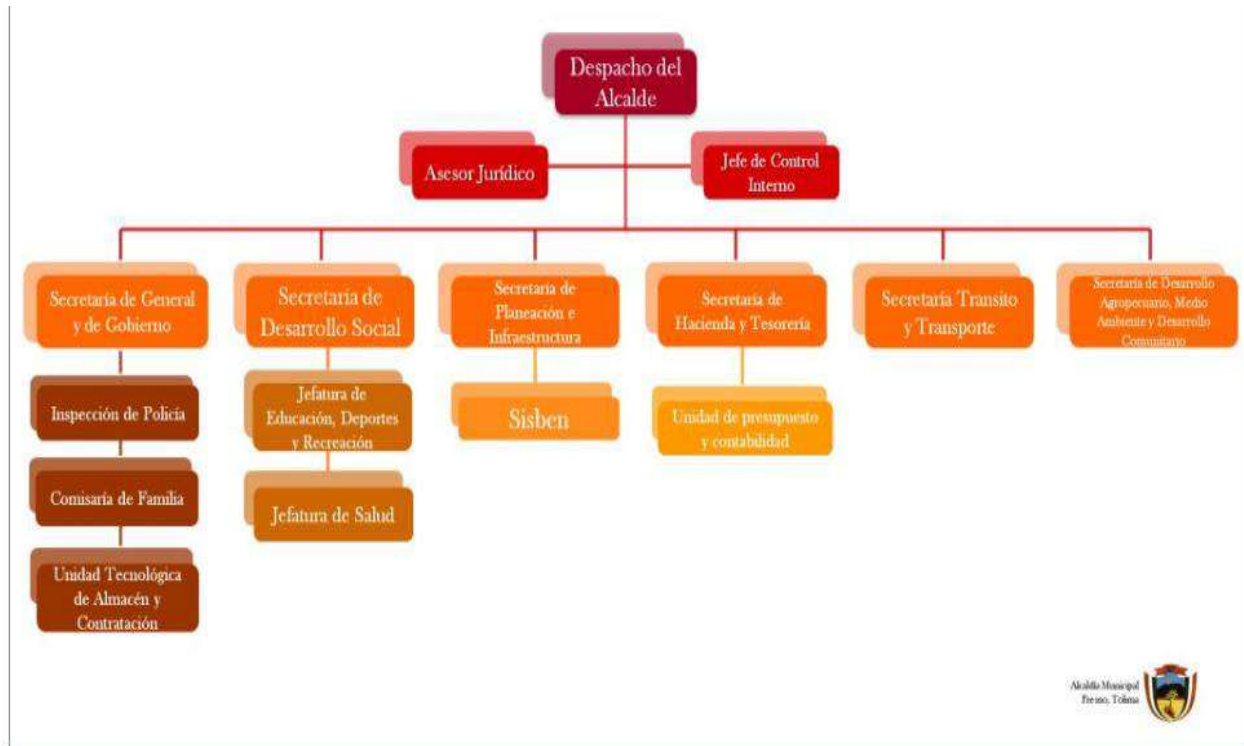 Despacho del
Alcalde
Asesor Jurídico
Jefe de Control
Interno
Secretaría de General
y de Gobierno
Secretaría de
Desarrollo Social
Secretaría de
Planeación e
Infraestructura
Secretaría de
Hacienda y Tesorería
Secretaría Transito
y Transporte
Secretaría de Desarrollo
Agropecuario, Medio
Ambiente y Desarrollo
Comunitario
Inspección de Policía
Comisaría de Familia
Unidad Tecnológica
de Almacén y
Contratación
Jefatura de
Educación, Deportes
y Recreación
Jefatura de Salud
Sisben
Unidad de presupuesto
y contabilidad
Alcaldía Municipal
Fresno, Tolima